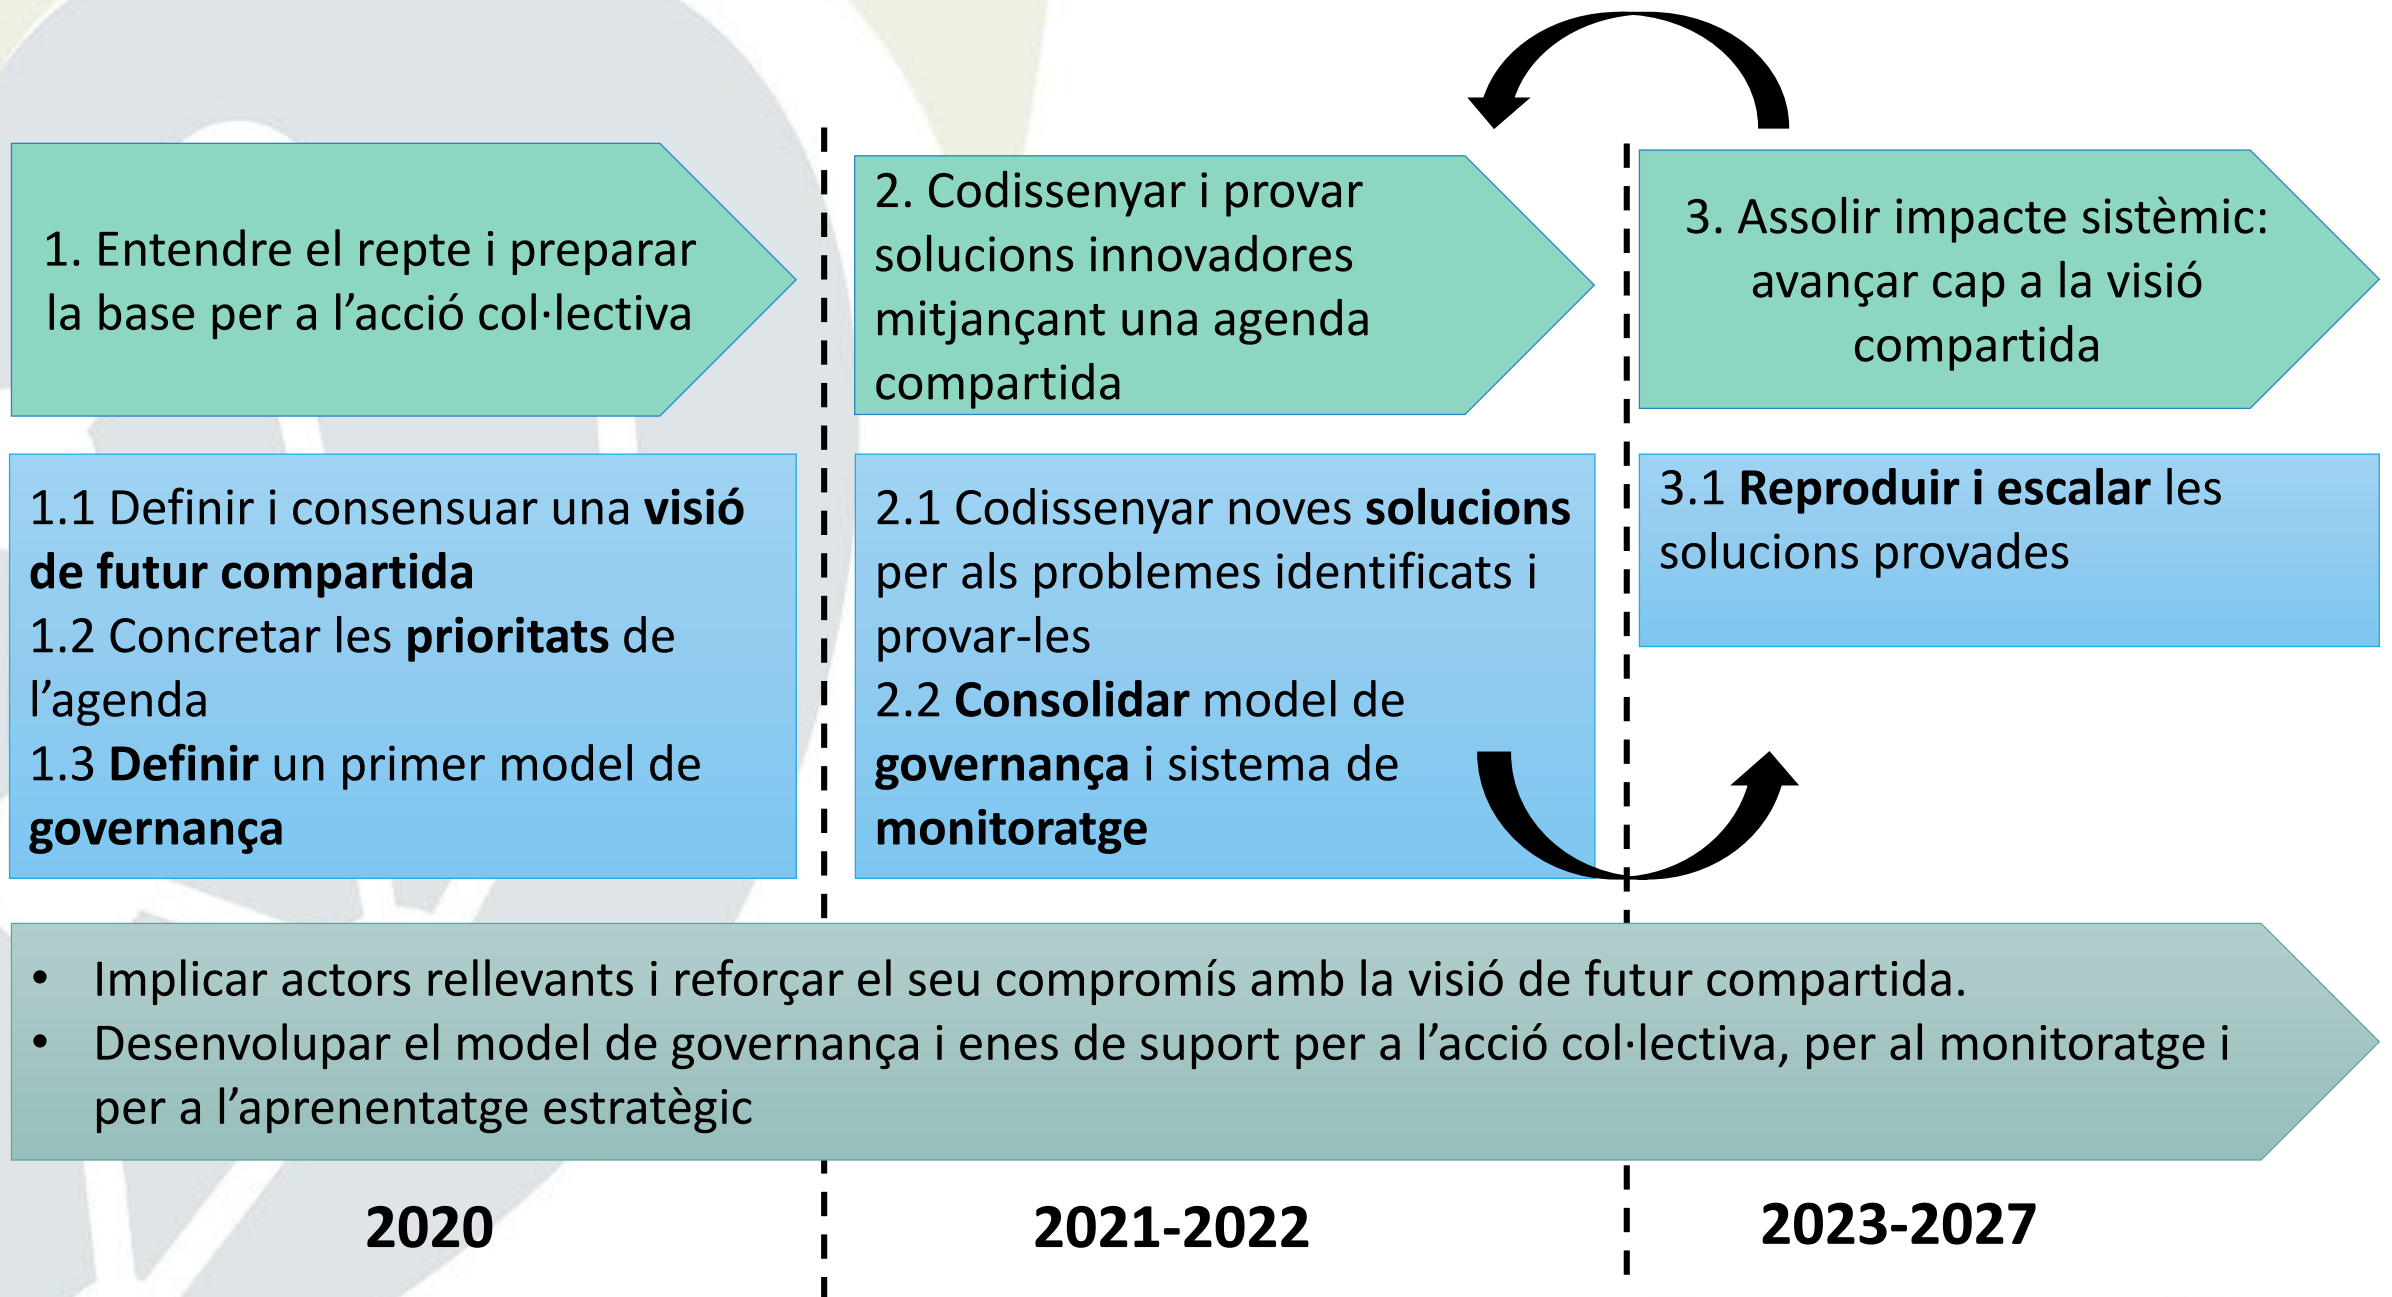 1. Entendre el repte i preparar
la base per a l’acció col·lectiva
2. Codissenyar i provar
solucions innovadores
mitjançant una agenda
compartida
3. Assolir impacte sistèmic:
avançar cap a la visió
compartida
1.1 Definir i consensuar una visió
de futur compartida
1.2 Concretar les prioritats de
l’agenda
1.3 Definir un primer model de
governança
2.1 Codissenyar noves solucions
per als problemes identificats i
provar-les
2.2 Consolidar model de
governança i sistema de
monitoratge
3.1 Reproduir i escalar les
solucions provades
• Implicar actors rellevants i reforçar el seu compromís amb la visió de futur compartida.
• Desenvolupar el model de governança i enes de suport per a l’acció col·lectiva, per al monitoratge i
per a l’aprenentatge estratègic
2020
2021-2022
2023-2027